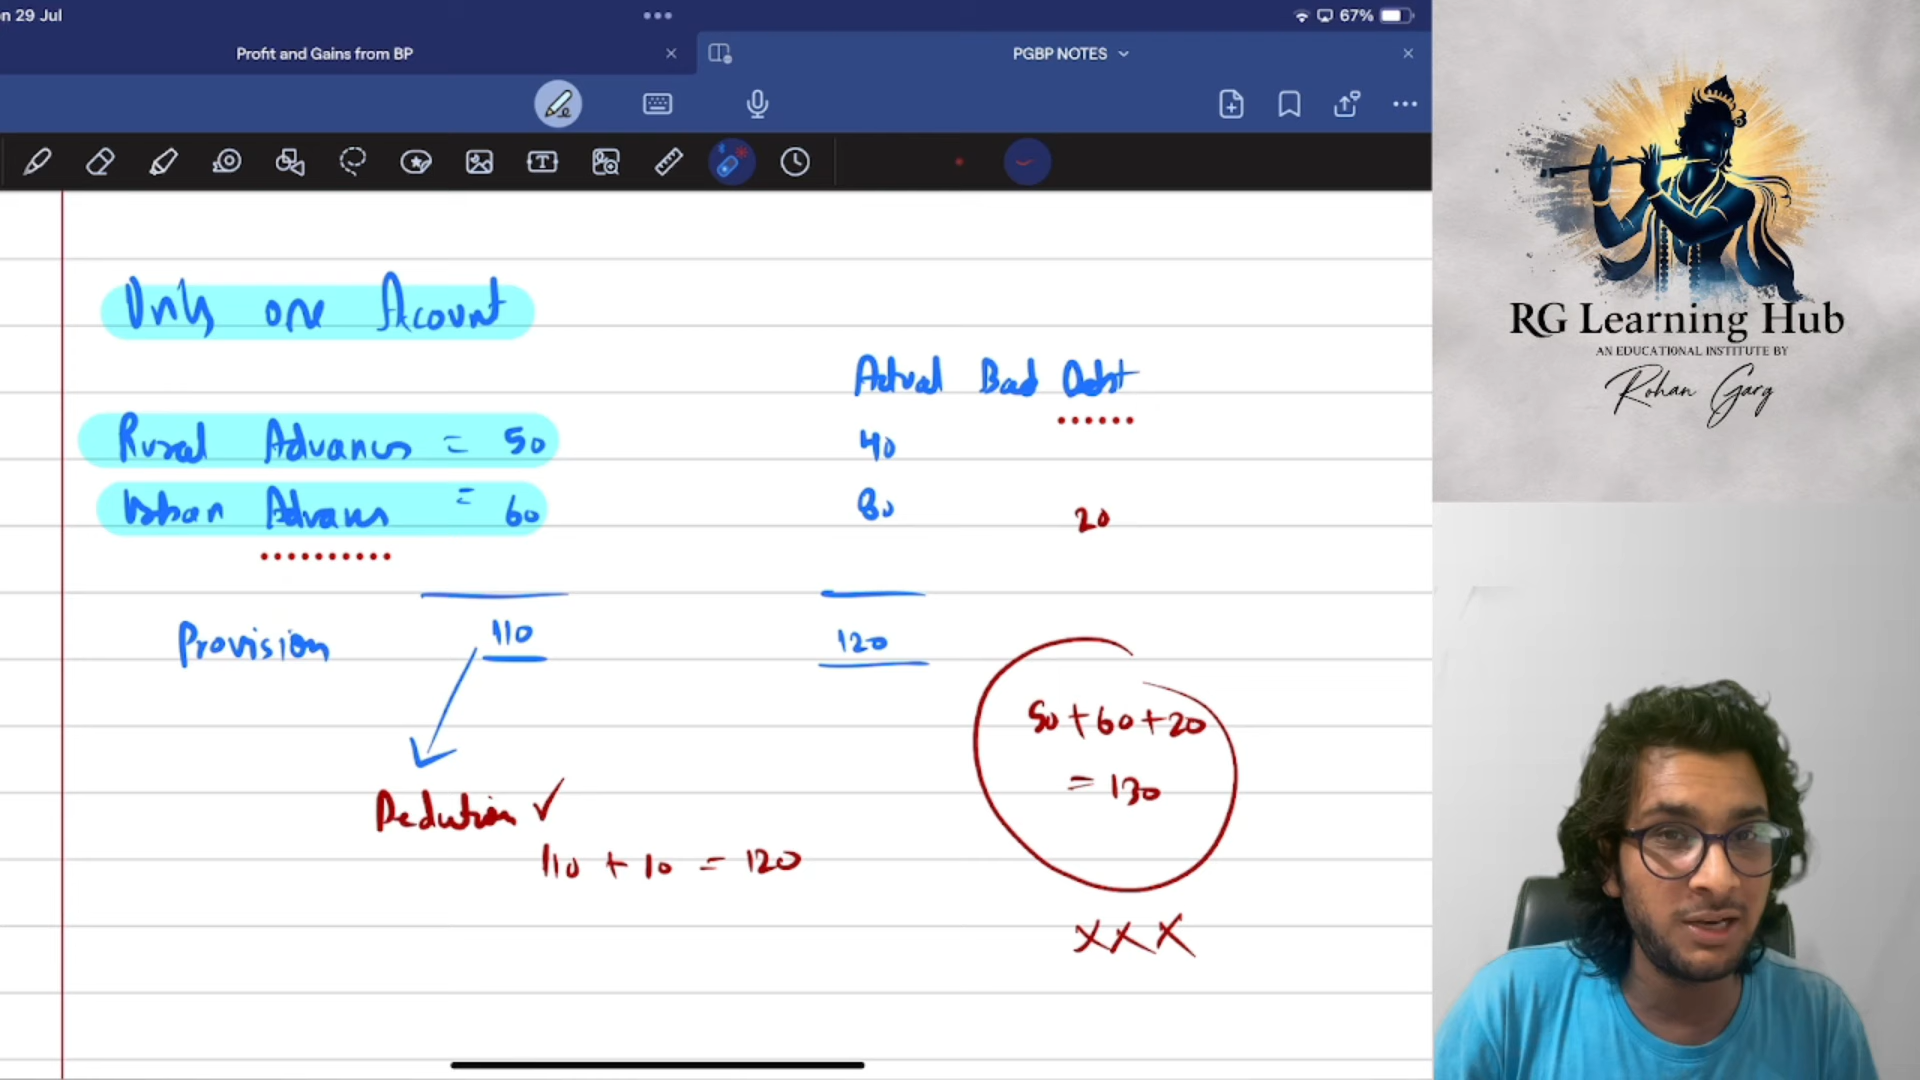 n 29 Jul
67%
Profit and Gains from BP
PGBP NOTES
Only one Account
Actual Bad Debt
Rural Advances = 50 40
Urban Advans = 60 80 20
Provision 110 120
50+60+20
= 130
Dedution ✓
110 + 10 = 120
XXX
RG Learning Hub
AN EDUCATIONAL INSTITUTE BY
Rohan Garg